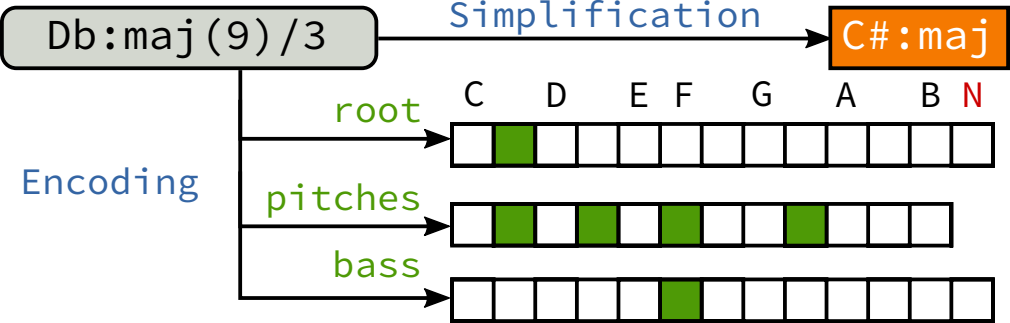 Db:maj(9)/3
Simplification
C#:maj
C D E F G A B N
root
Encoding
pitches
bass